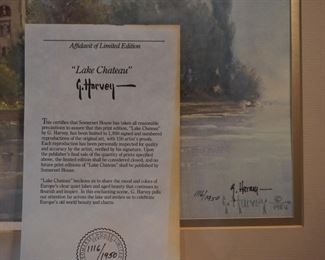 Affidavit of Limited Edition
"Lake Chateau"
G. Harvey
This certifies that Somerset House has taken all reasonable
precautions to assure that this print edition, "Lake Chateau"
by G. Harvey, has been limited to 1,950 signed and numbered
reproductions of the original art, with 150 artist's proofs.
Each reproduction has been personally inspected for quality
and accuracy by the artist, verified by his signature. Upon
the publisher's final sale of the quantity of prints specified
above, the limited edition shall be considered closed, and no
future print editions of "Lake Chateau" shall be published by
Somerset House.
"Lake Chateau" beckons us to share the mood and colors of
Europe's clear quiet lakes and aged beauty that continues to
flourish and inspire. In this enchanting scene, G. Harvey pulls
our attention far across the lake and invites us to celebrate
Europe's old world beauty and charm.
1116/1950
1116/1950
G. Harvey
G. Harvey ©